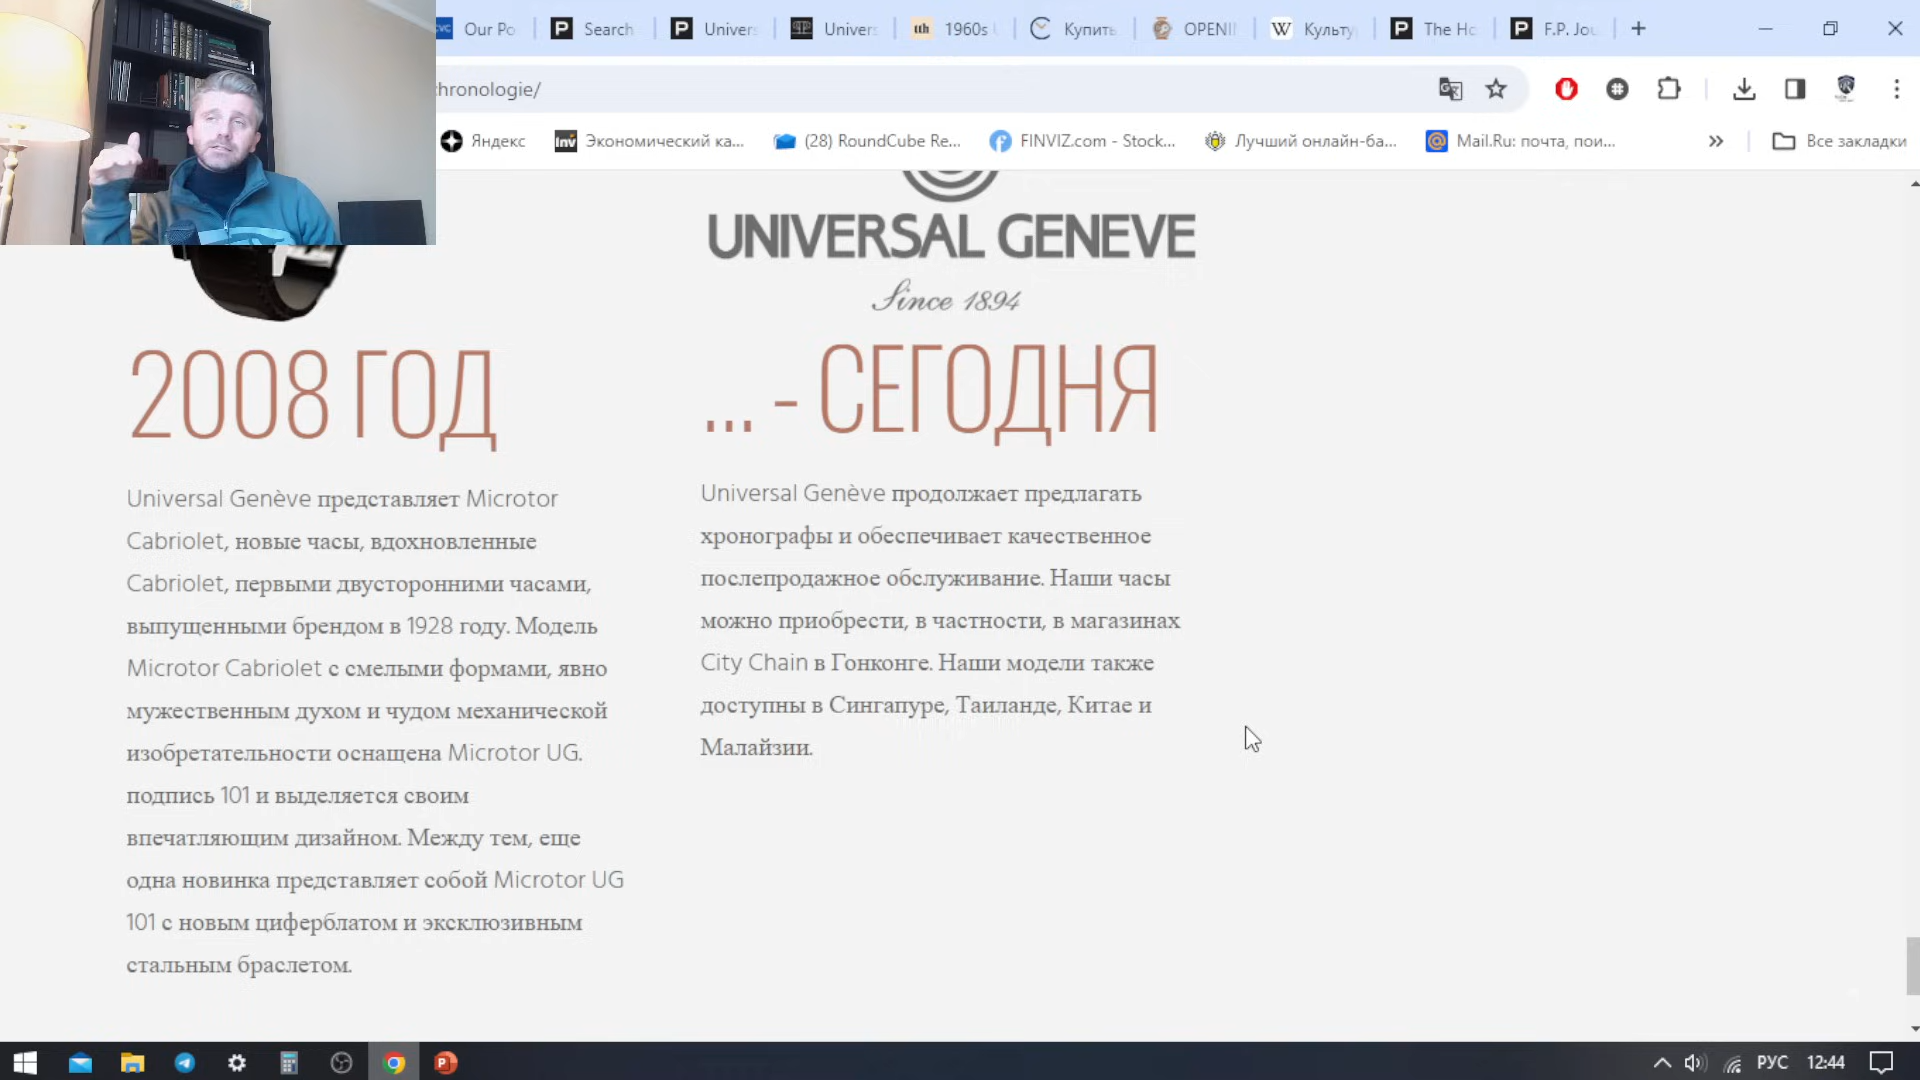 Our Po
Search
Univers
Univers
1960s
Купить
OPENI
Культу
The Ho
F.P. Jou
hronologie/
Яндекс
Экономический ка...
(28) RoundCube Re...
FINVIZ.com - Stock...
Лучший онлайн-ба...
Mail.Ru: почта, пои...
Все закладки
UNIVERSAL GENEVE
Since 1894
2008 ГОД
Universal Genève представляет Microtor
Cabriolet, новые часы, вдохновленные
Cabriolet, первыми двусторонними часами,
выпущенными брендом в 1928 году. Модель
Microtor Cabriolet с смелыми формами, явно
мужественным духом и чудом механической
изобретательности оснащена Microtor UG.
подпись 101 и выделяется своим
впечатляющим дизайном. Между тем, еще
одна новинка представляет собой Microtor UG
101 с новым циферблатом и эксклюзивным
стальным браслетом.
... - СЕГОДНЯ
Universal Genève продолжает предлагать
хронографы и обеспечивает качественное
послепродажное обслуживание. Наши часы
можно приобрести, в частности, в магазинах
City Chain в Гонконге. Наши модели также
доступны в Сингапуре, Таиланде, Китае и
Малайзии.
РУС
12:44